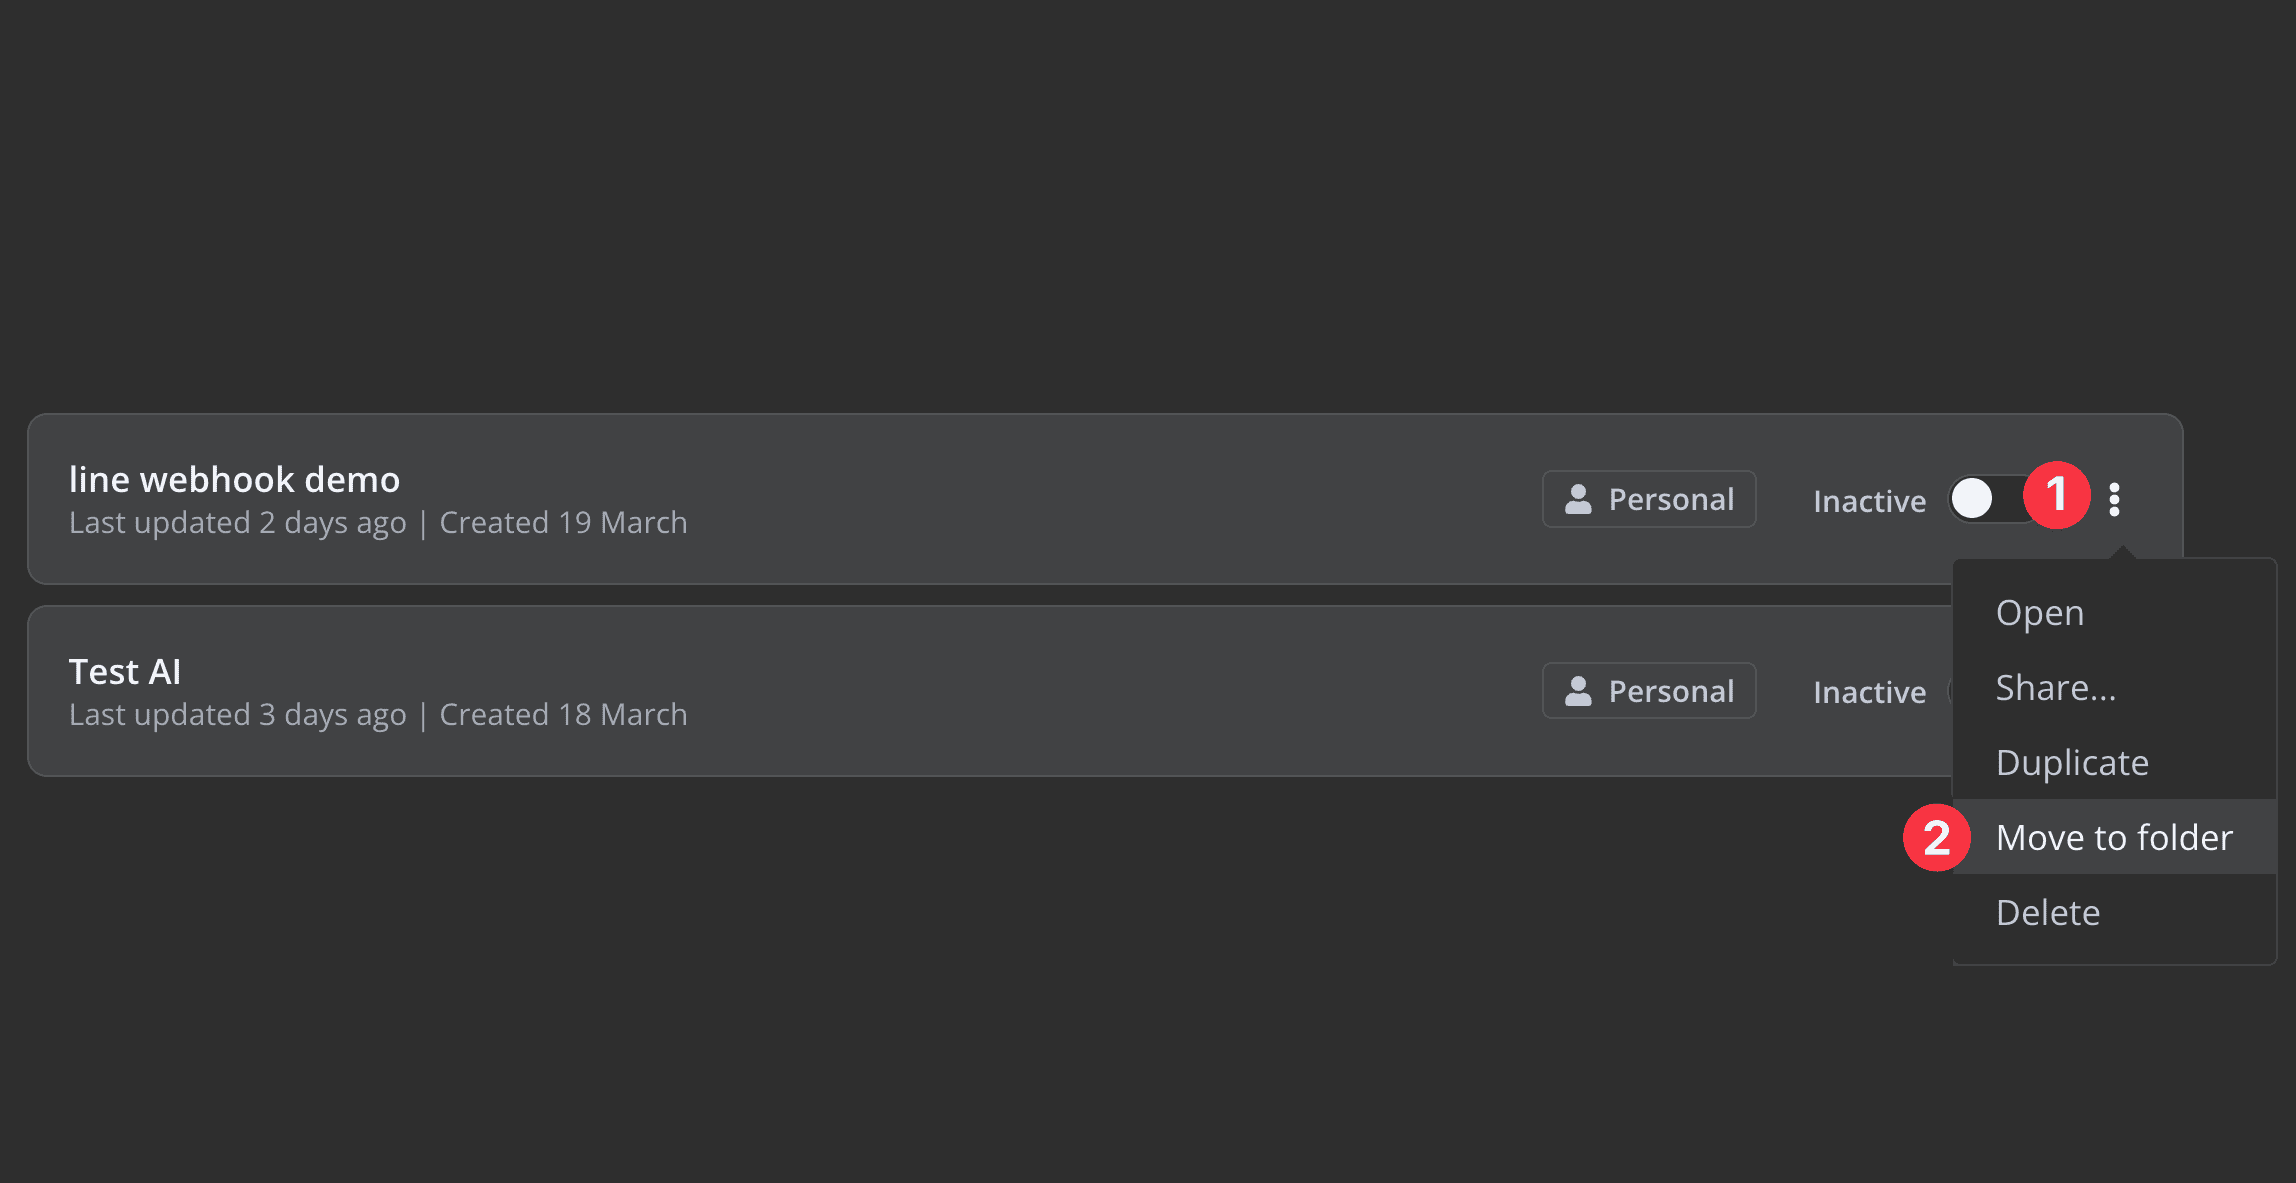 line webhook demo
Last updated 2 days ago | Created 19 March
Personal
Inactive
1
Open
Share...
Test AI
Last updated 3 days ago | Created 18 March
Personal
Inactive
Duplicate
2
Move to folder
Delete